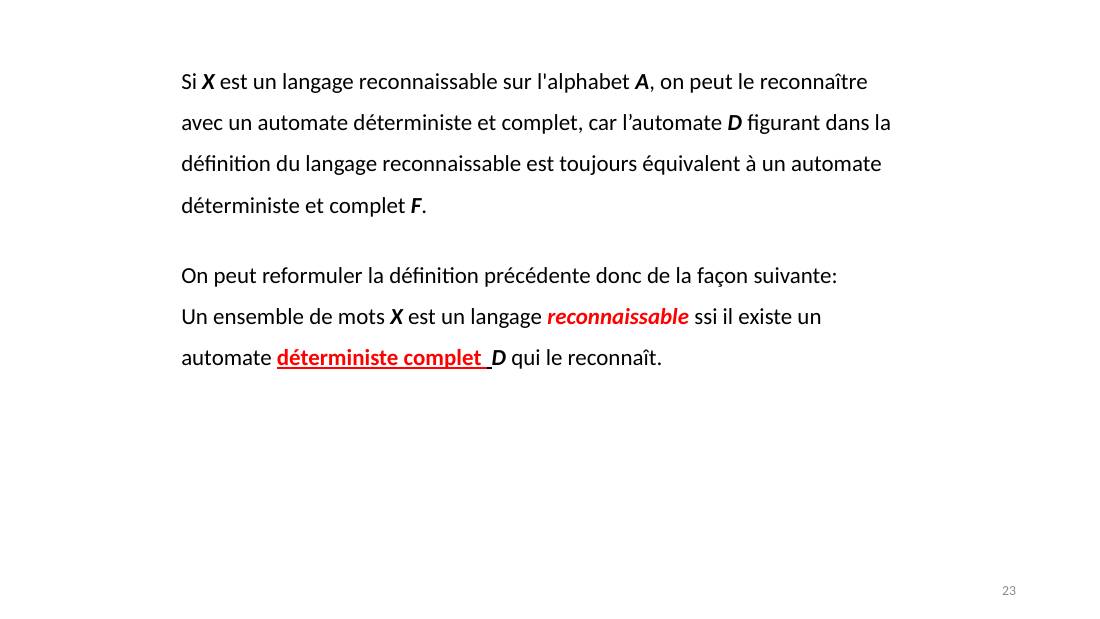 Si X est un langage reconnaissable sur l'alphabet A, on peut le reconnaître
avec un automate déterministe et complet, car l’automate D figurant dans la
définition du langage reconnaissable est toujours équivalent à un automate
déterministe et complet F.
On peut reformuler la définition précédente donc de la façon suivante:
Un ensemble de mots X est un langage reconnaissable ssi il existe un
automate déterministe complet D qui le reconnaît.
23